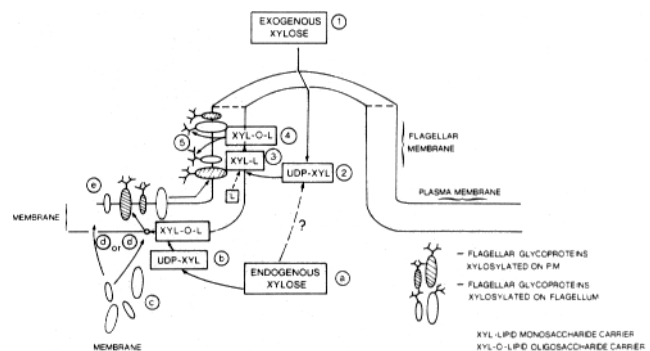 EXOGENOUS
XYLOSE
1
FLAGELLAR
MEMBRANE
5
XYL-O-L
4
XYL-L
3
UDP-XYL
2
e
L
PLASMA MEMBRANE
MEMBRANE
?
d or d'
XYL-O-L
UDP-XYL
b
ENDOGENOUS
XYLOSE
a
c
MEMBRANE
— FLAGELLAR GLYCOPROTEINS
XYLOSYLATED ON P.M
— FLAGELLAR GLYCOPROTEINS
XYLOSYLATED ON FLAGELLUM
XYL-LIPID MONOSACCHARIDE CARRIER
XYL-O-LIPID OLIGOSACCHARIDE CARRIER